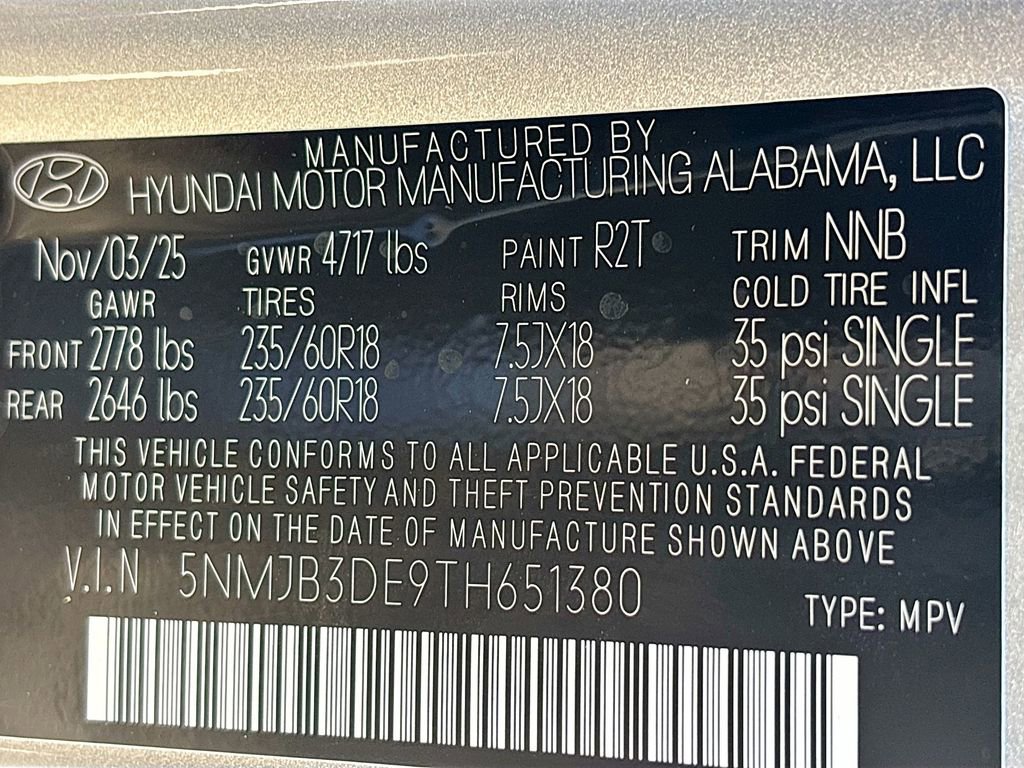 MANUFACTURED BY
HYUNDAI MOTOR MANUFACTURING ALABAMA, LLC
Nov/03/25 GVWR 4717 lbs PAINT R2T TRIM NNB
GAWR TIRES RIMS COLD TIRE INFL
FRONT 2778 lbs 235/60R18 7.5JX18 35 psi SINGLE
REAR 2646 lbs 235/60R18 7.5JX18 35 psi SINGLE
THIS VEHICLE CONFORMS TO ALL APPLICABLE U.S.A. FEDERAL
MOTOR VEHICLE SAFETY AND THEFT PREVENTION STANDARDS
IN EFFECT ON THE DATE OF MANUFACTURE SHOWN ABOVE
V.I.N 5NMJB3DE9TH651380
TYPE: MPV